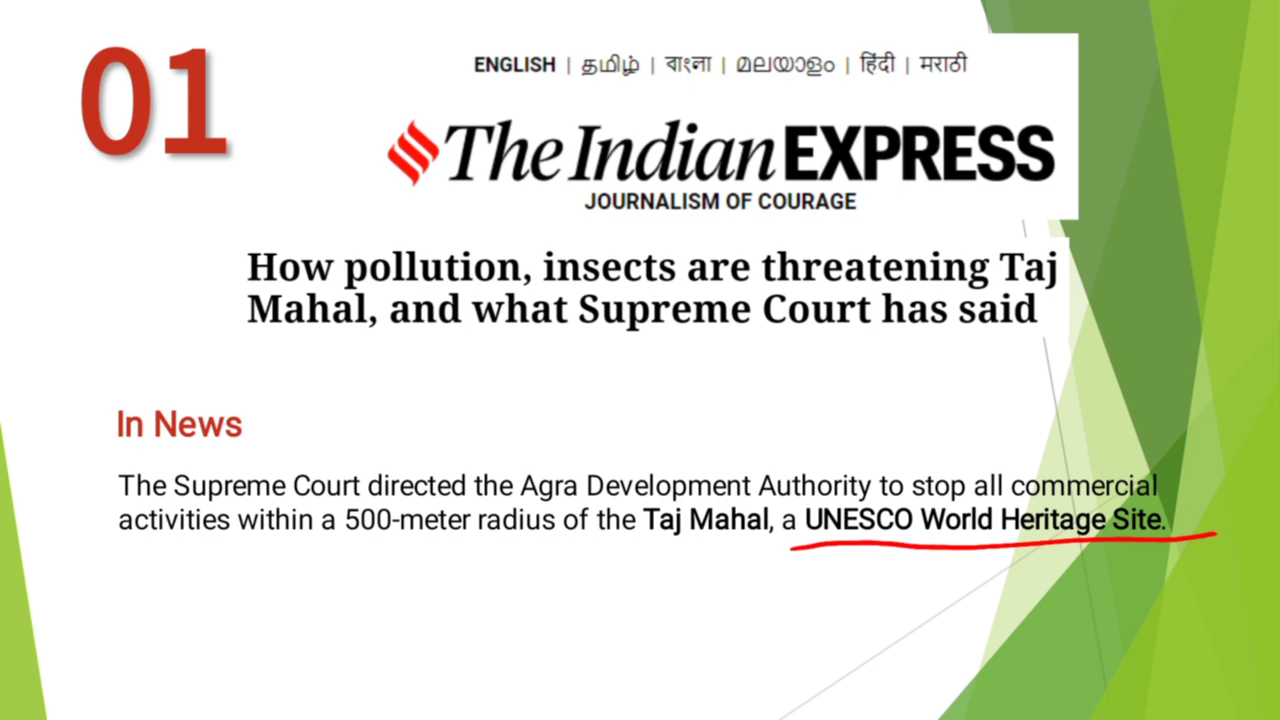 01
ENGLISH | தமிழ் | বাংলা | മലയാളം | हिंदी | मराठी
The Indian EXPRESS
JOURNALISM OF COURAGE
How pollution, insects are threatening Taj
Mahal, and what Supreme Court has said
In News
The Supreme Court directed the Agra Development Authority to stop all commercial
activities within a 500-meter radius of the Taj Mahal, a UNESCO World Heritage Site.